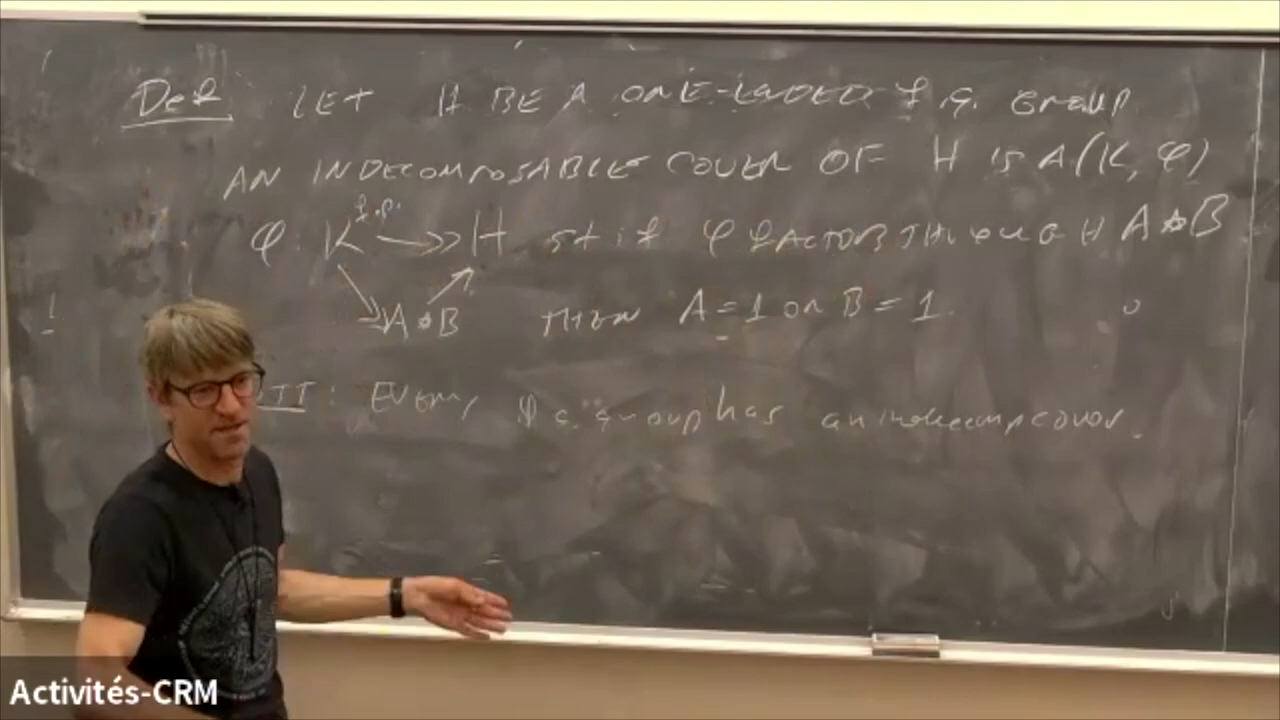 Def LET H BE A ONE-ENDED f.g. GROUP
AN INDECOMPOSABLE COVER OF H IS A (K, φ)
φ: K ↠ H st if φ FACTORS THROUGH A * B
f.p.
A * B THEN A = 1 OR B = 1.
: EVERY f.g. group has an indecomp cover.
Activités-CRM